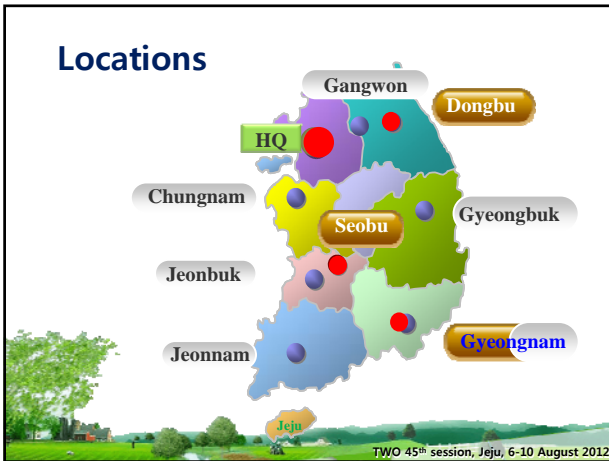 Locations
Gangwon
Dongbu
HQ
Chungnam
Gyeongbuk
Seobu
Jeonbuk
Jeonnam
Gyeongnam
Jeju
TWO 45th session, Jeju, 6-10 August 2012